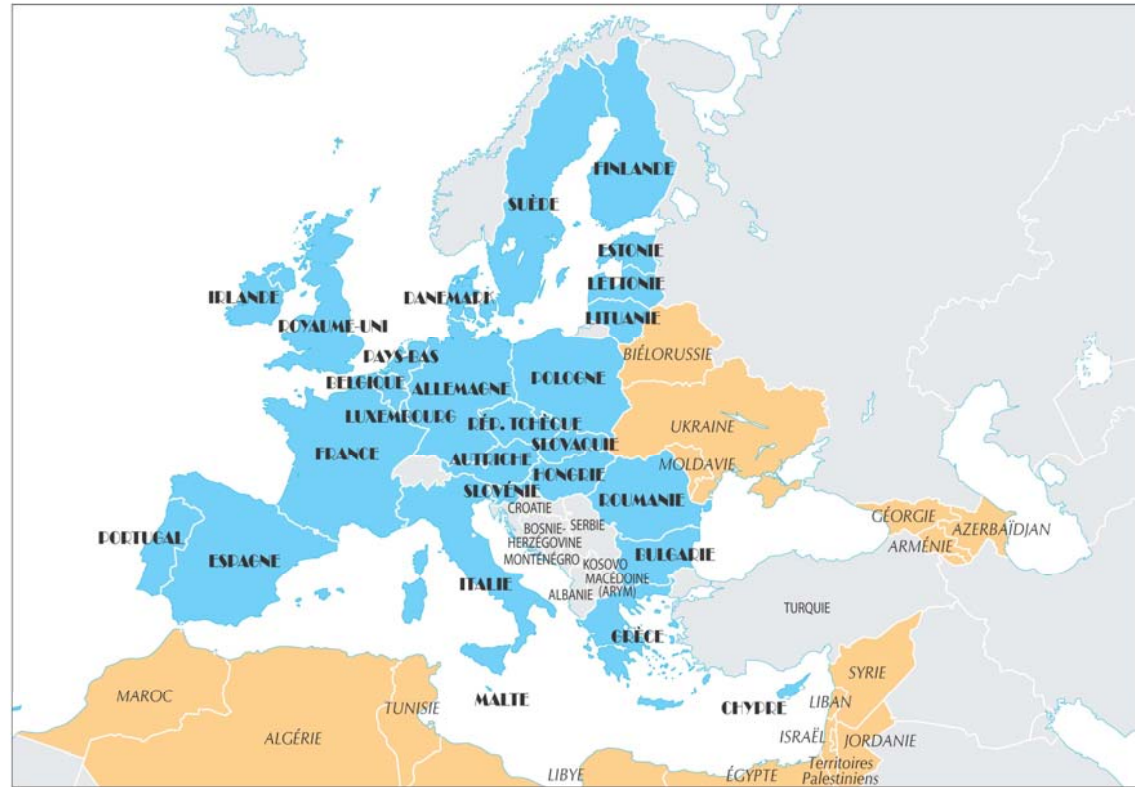 FINLANDE
SUÈDE
ESTONIE
LEPTONIE
LITUANIE
IRLANDE
DANEMARK
ROYAUME-UNI
BIÉLORUSSIE
PAYS-BAS
BELGIQUE
ALLEMAGNE
POLOGNE
LUXEMBOURG
RÉP. TCHÈQUE
UKRAINE
SLOVAQUIE
FRANCE
AUTRICHE
MOLDAVIE
HONGRIE
SLOVÉNIE
ROUMANIE
CROATIE
GÉORGIE
AZERBAÏDJAN
PORTUGAL
BOSNIE-
HERZÉGOVINE
SERBIE
ARMÉNIE
ESPAGNE
MONTÉNÉGRO
BULGARIE
KOSOVO
ITALIE
MACÉDOINE
(ARYM)
ALBANIE
TURQUIE
GRÈCE
SYRIE
MAROC
MALTE
CHYPRE
LIBAN
TUNISIE
ALGÉRIE
ISRAËL
JORDANIE
LIBYE
ÉGYPTE
Territoires
Palestiniens